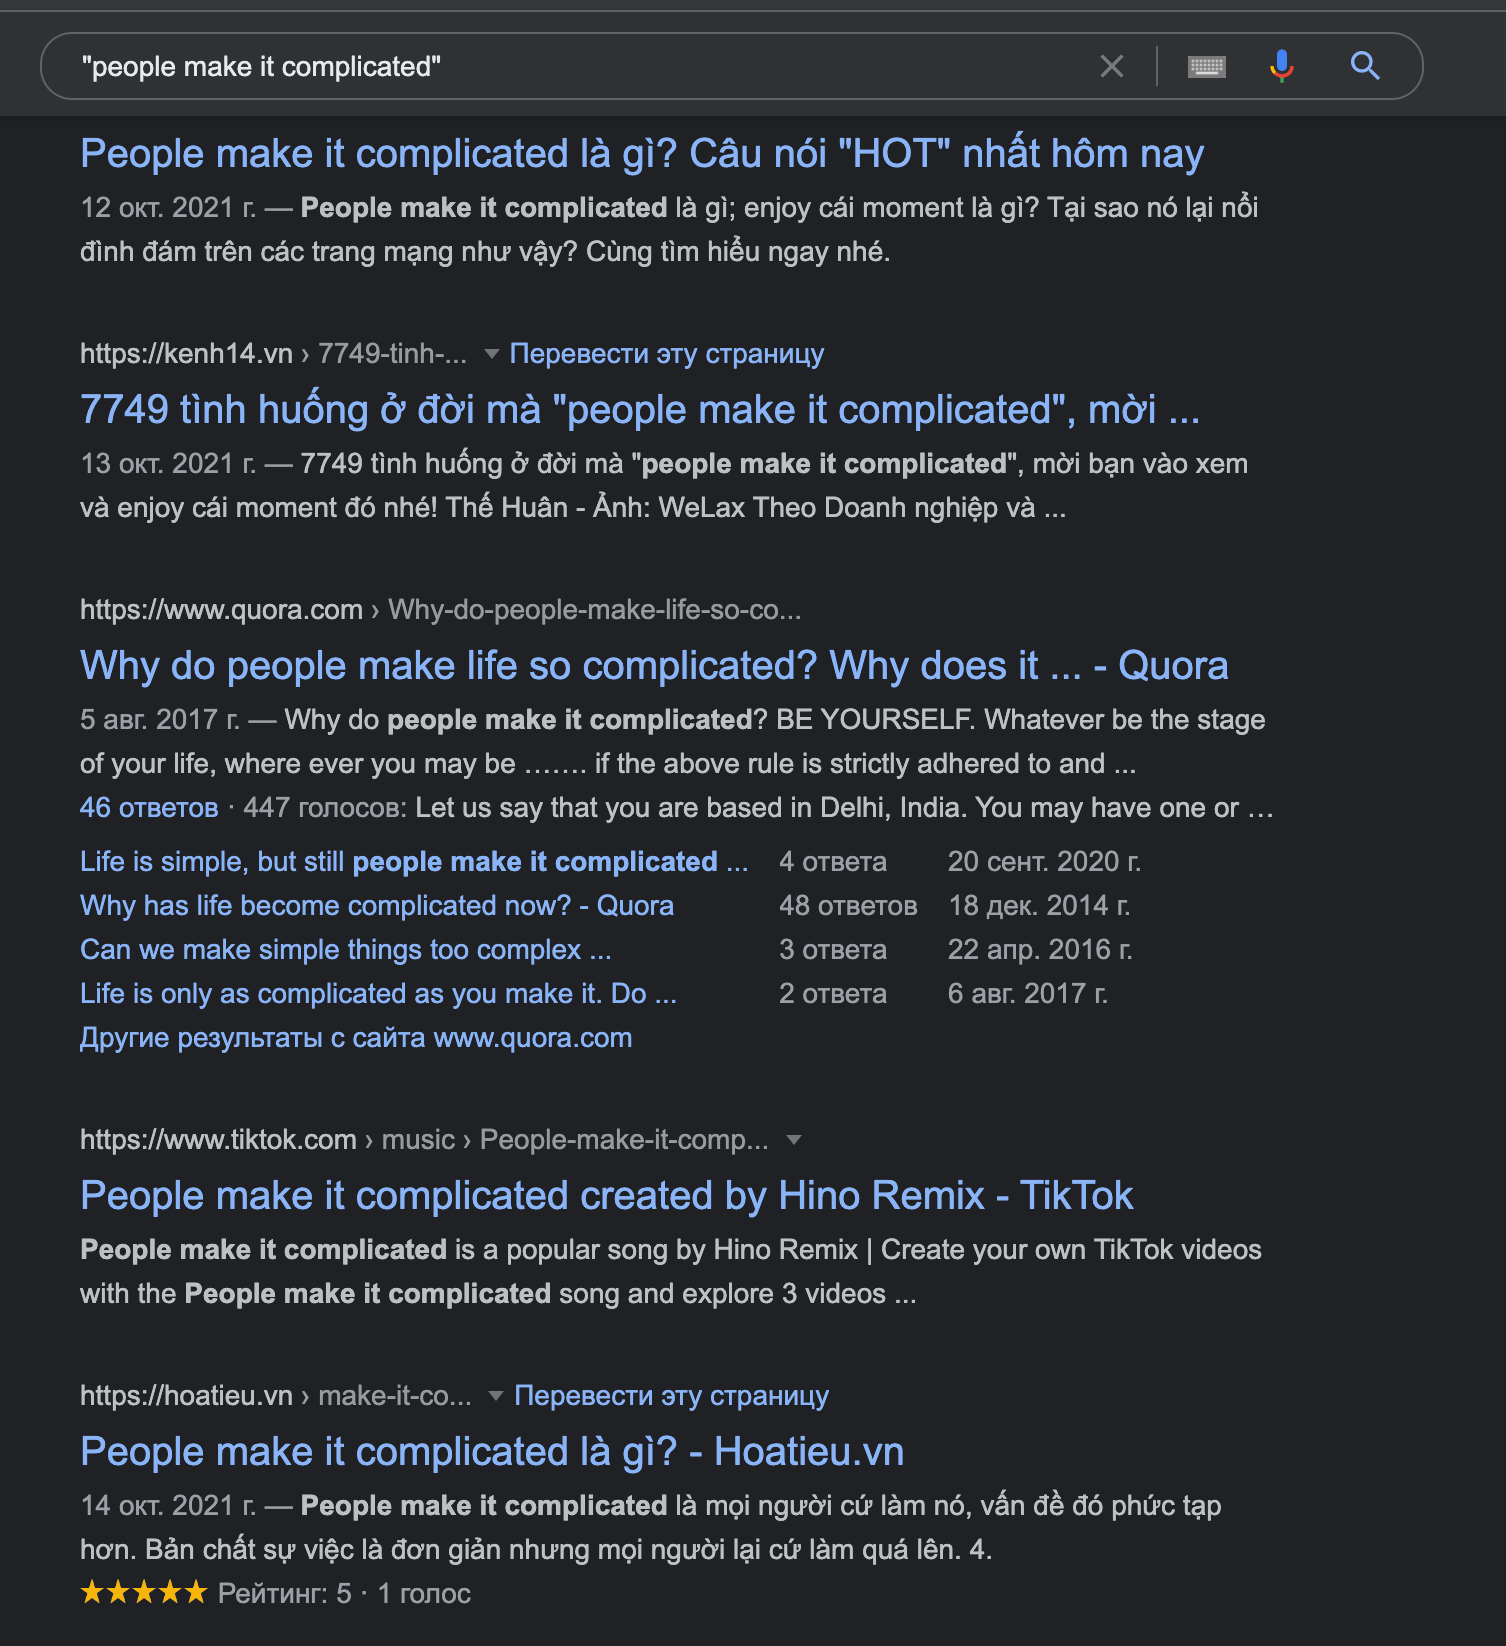 "people make it complicated"
People make it complicated là gì? Câu nói "HOT" nhất hôm nay
12 окт. 2021 г. — People make it complicated là gì; enjoy cái moment là gì? Tại sao nó lại nổi
đình đám trên các trang mạng như vậy? Cùng tìm hiểu ngay nhé.
https://kenh14.vn › 7749-tinh-... Перевести эту страницу
7749 tình huống ở đời mà "people make it complicated", mời ...
13 окт. 2021 г. — 7749 tình huống ở đời mà "people make it complicated", mời bạn vào xem
và enjoy cái moment đó nhé! Thế Huân - Ảnh: WeLax Theo Doanh nghiệp và ...
https://www.quora.com › Why-do-people-make-life-so-co...
Why do people make life so complicated? Why does it ... - Quora
5 авг. 2017 г. — Why do people make it complicated? BE YOURSELF. Whatever be the stage
of your life, where ever you may be ....... if the above rule is strictly adhered to and ...
46 ответов · 447 голосов: Let us say that you are based in Delhi, India. You may have one or ...
Life is simple, but still people make it complicated ... 4 ответа 20 сент. 2020 г.
Why has life become complicated now? - Quora 48 ответов 18 дек. 2014 г.
Can we make simple things too complex ... 3 ответа 22 апр. 2016 г.
Life is only as complicated as you make it. Do ... 2 ответа 6 авг. 2017 г.
Другие результаты с сайта www.quora.com
https://www.tiktok.com › music › People-make-it-comp...
People make it complicated created by Hino Remix - TikTok
People make it complicated is a popular song by Hino Remix | Create your own TikTok videos
with the People make it complicated song and explore 3 videos ...
https://hoatieu.vn › make-it-co... Перевести эту страницу
People make it complicated là gì? - Hoatieu.vn
14 окт. 2021 г. — People make it complicated là mọi người cứ làm nó, vấn đề đó phức tạp
hơn. Bản chất sự việc là đơn giản nhưng mọi người lại cứ làm quá lên. 4.
★★★★★ Рейтинг: 5 · 1 голос